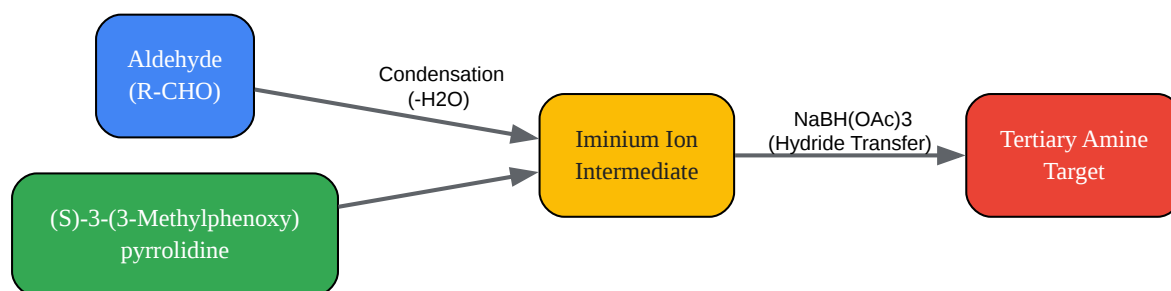 Aldehyde
(R-CHO)
(S)-3-(3-Methylphenoxy)
pyrrolidine
Condensation
(-H2O)
Iminium Ion
Intermediate
NaBH(OAc)3
(Hydride Transfer)
Tertiary Amine
Target